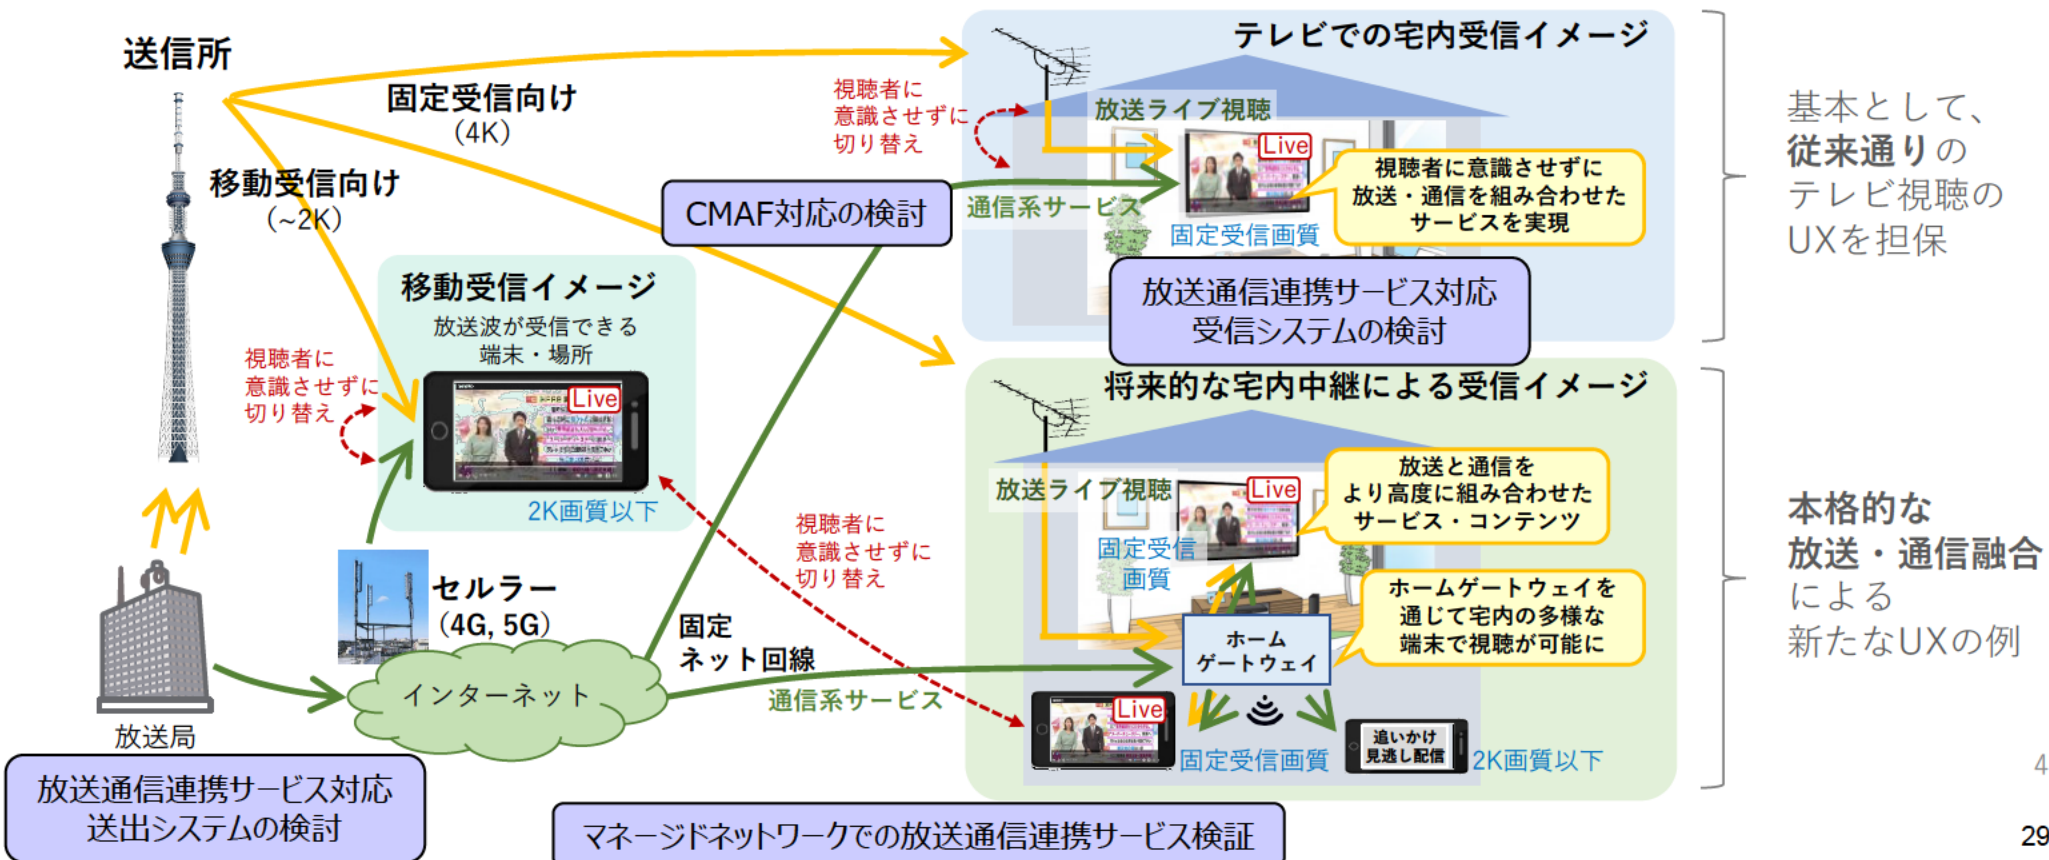 送信所
固定受信向け
(4K)
移動受信向け
(~2K)
視聴者に
意識させずに
切り替え
テレビでの宅内受信イメージ
放送ライブ視聴
Live
視聴者に意識させずに
放送・通信を組み合わせた
サービスを実現
CMAF対応の検討
通信系サービス
固定受信画質
放送通信連携サービス対応
受信システムの検討
基本として、
従来通りの
テレビ視聴の
UXを担保
移動受信イメージ
放送波が受信できる
端末・場所
視聴者に
意識させずに
切り替え
Live
2K画質以下
将来的な宅内中継による受信イメージ
放送ライブ視聴
Live
放送と通信を
より高度に組み合わせた
サービス・コンテンツ
固定受信
画質
視聴者に
意識させずに
切り替え
ホームゲートウェイを
通じて宅内の多様な
端末で視聴が可能に
ホーム
ゲートウェイ
本格的な
放送・通信融合
による
新たなUXの例
セルラー
(4G, 5G)
固定
ネット回線
インターネット
通信系サービス
Live
固定受信画質
追いかけ
見逃し配信
2K画質以下
放送局
放送通信連携サービス対応
送出システムの検討
マネージドネットワークでの放送通信連携サービス検証
4
29